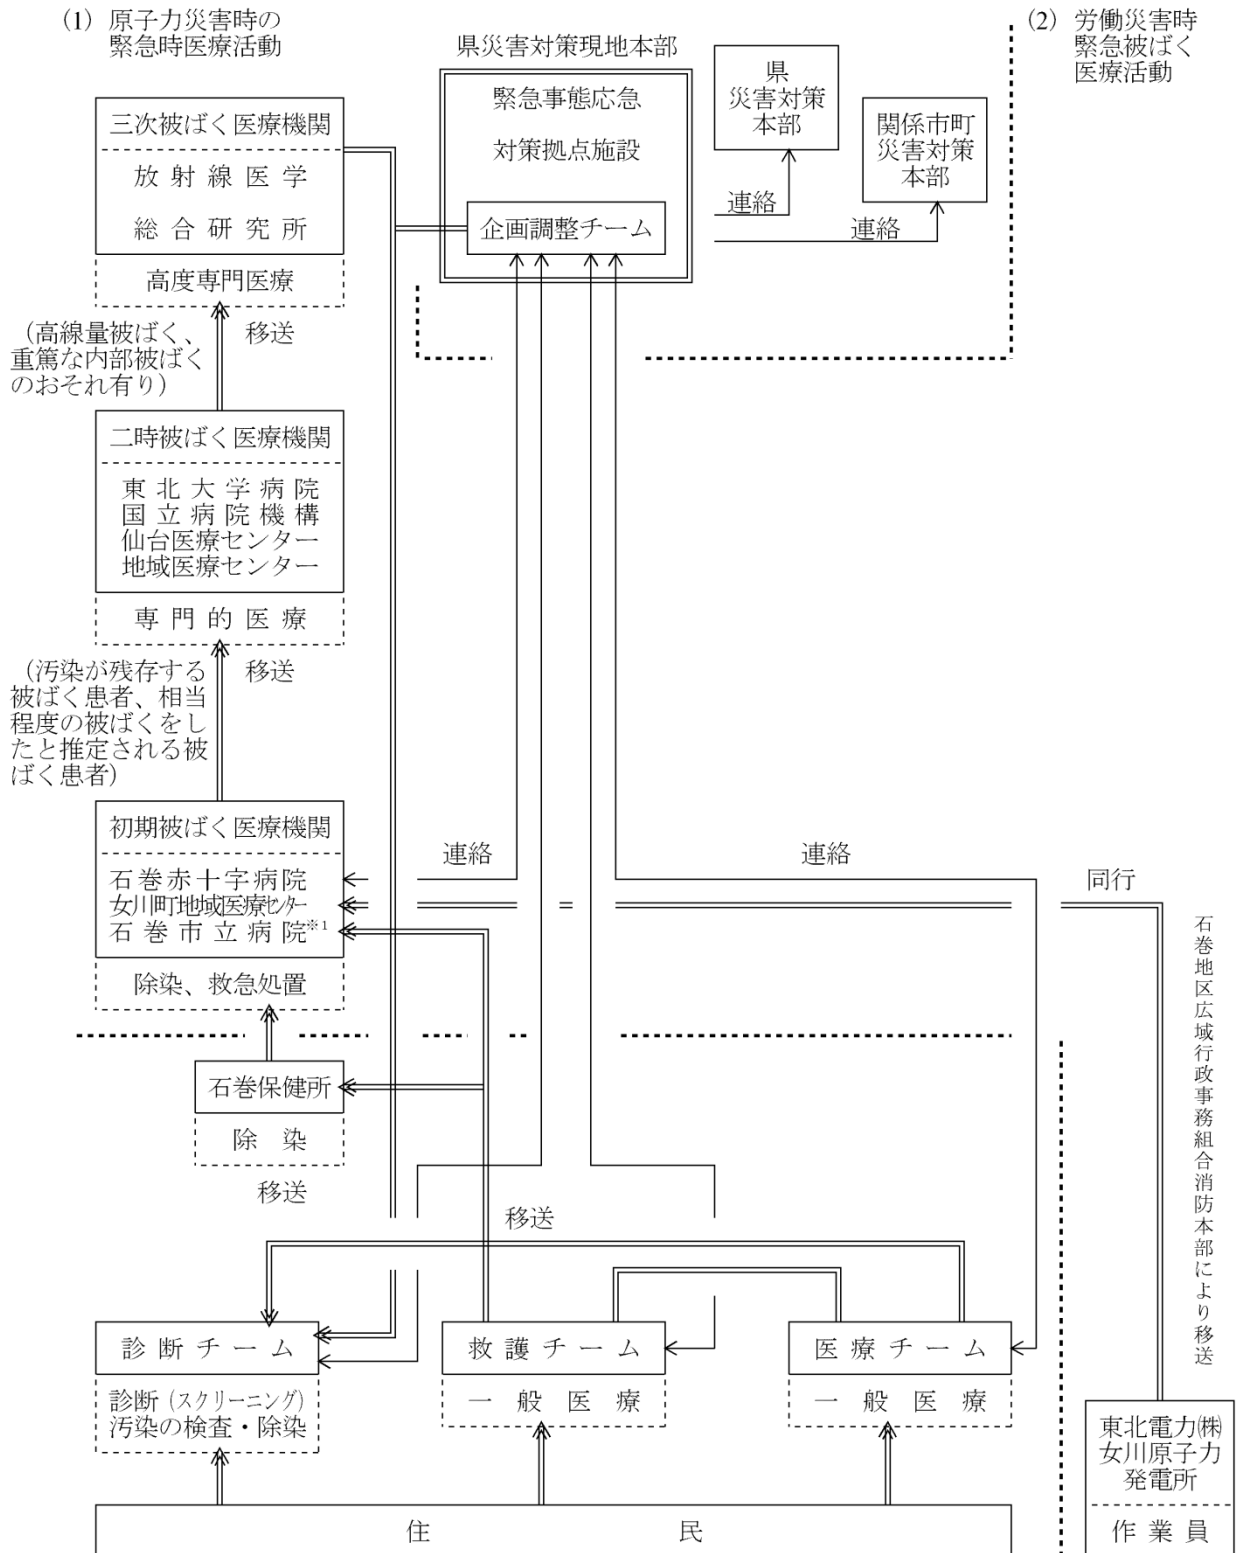 (1) 原子力災害時の
緊急時医療活動
県災害対策現地本部
(2) 労働災害時
緊急被ばく
医療活動
緊急事態応急
対策拠点施設
企画調整チーム
県
災害対策
本部
関係市町
災害対策
本部
連絡
連絡
三次被ばく医療機関
放射線医学
総合研究所
高度専門医療
(高線量被ばく、
重篤な内部被ばく
のおそれ有り)
移送
二時被ばく医療機関
東北大学病院
国立病院機構
仙台医療センター
地域医療センター
専門的医療
(汚染が残存する
被ばく患者、相当
程度の被ばくをし
たと推定される被
ばく患者)
移送
初期被ばく医療機関
石巻赤十字病院
女川町地域医療センター
石巻市立病院※1
除染、救急処置
連絡
連絡
同行
石巻地区広域行政事務組合消防本部により移送
石巻保健所
除染
移送
移送
診断チーム
診断(スクリーニング)
汚染の検査・除染
救護チーム
一般医療
医療チーム
一般医療
東北電力㈱
女川原子力
発電所
作業員
住民